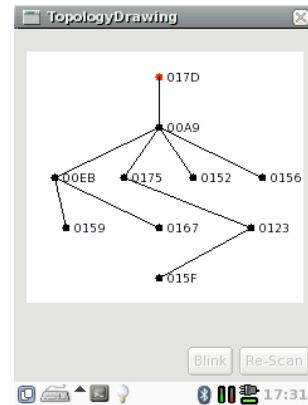 TopologyDrawing
017D
00A9
00EB 0175 0152 0156
0159 0167 0123
015F
Blink Re-Scan
17:31